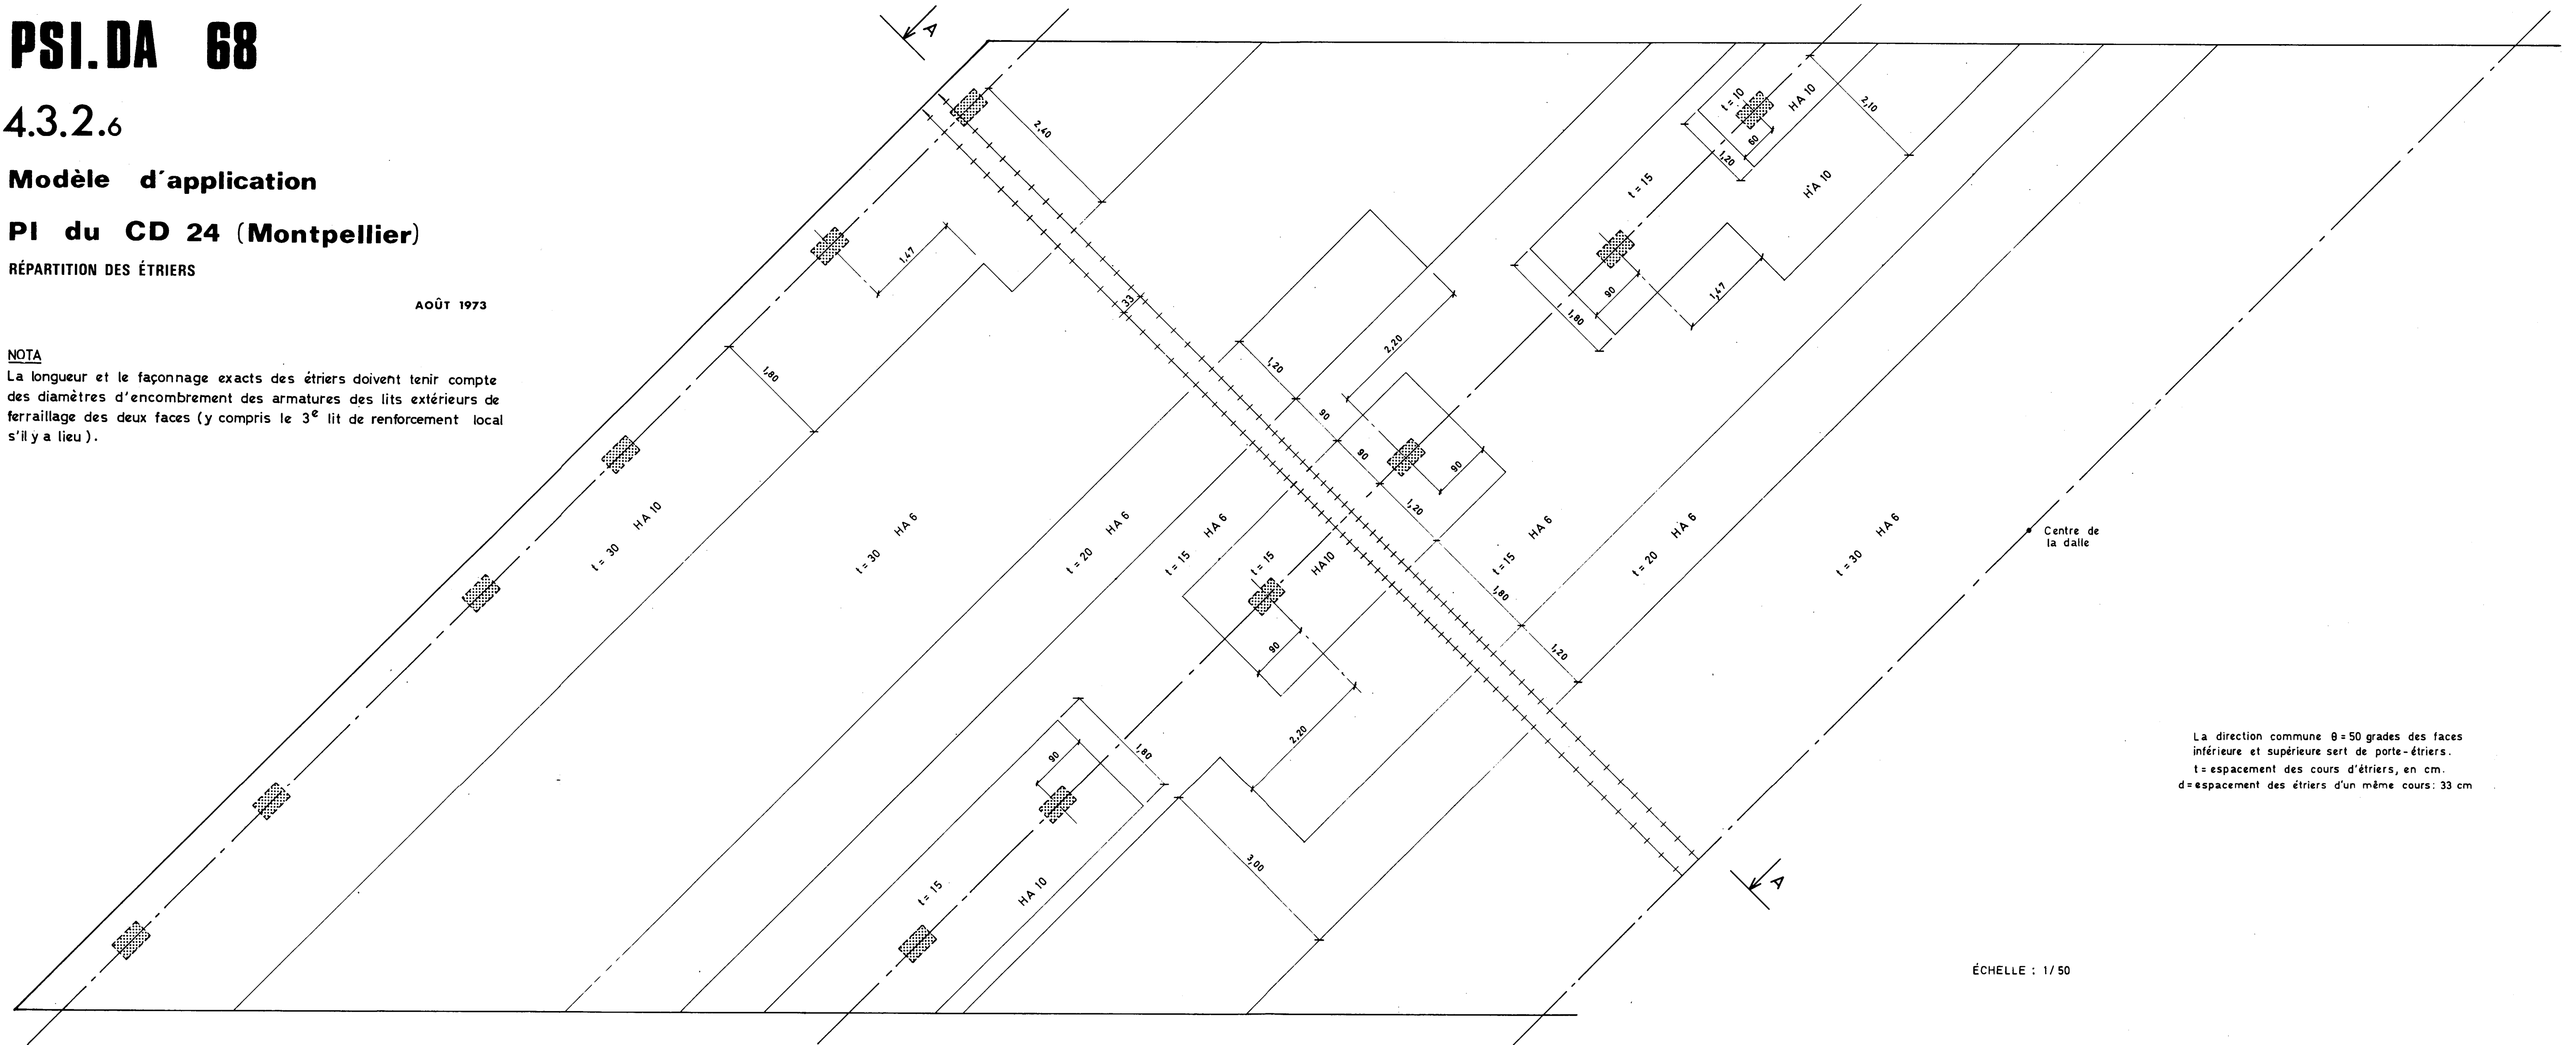 PSI.DA 68
4.3.2.6
Modèle d'application
PI du CD 24 (Montpellier)
RÉPARTITION DES ÉTRIERS
AOÛT 1973
NOTA
La longueur et le façonnage exacts des étriers doivent tenir compte
des diamètres d'encombrement des armatures des lits extérieurs de
ferraillage des deux faces (y compris le 3e lit de renforcement local
s'il y a lieu).
A
2,40
1,47
1,80
33
t = 10
HA 10
60
1,20
2,10
t = 15
HA 10
90
1,80
1,47
1,20
2,20
90
90
90
1,20
1,80
1,20
t = 30 HA 10
t = 30 HA 6
t = 20 HA 6
t = 15 HA 6
t = 15 HA10
t = 15 HA 6
t = 20 HA 6
t = 30 HA 6
90
2,20
90
1,80
t = 15
HA 10
3,00
A
Centre de
la dalle
La direction commune θ = 50 grades des faces
inférieure et supérieure sert de porte-étriers.
t = espacement des cours d'étriers, en cm.
d = espacement des étriers d'un même cours: 33 cm
ÉCHELLE : 1/50